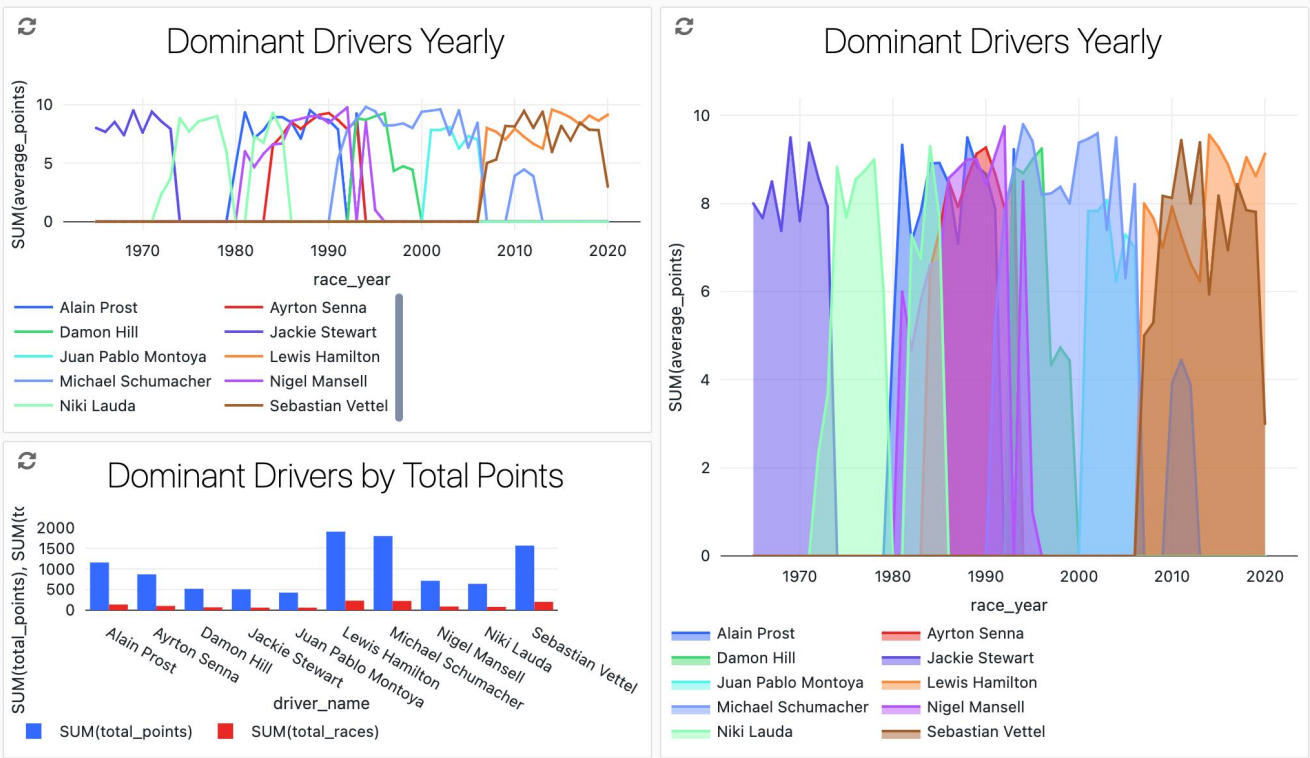 Dominant Drivers Yearly
SUM(average_points)
10
5
0
1970 1980 1990 2000 2010 2020
race_year
Alain Prost Ayrton Senna
Damon Hill Jackie Stewart
Juan Pablo Montoya Lewis Hamilton
Michael Schumacher Nigel Mansell
Niki Lauda Sebastian Vettel
Dominant Drivers by Total Points
SUM(total_points), SUM(tc
2000
1500
1000
500
0
Alain Prost
Ayrton Senna
Damon Hill
Jackie Stewart
Juan Pablo Montoya
Lewis Hamilton
Michael Schumacher
Nigel Mansell
Niki Lauda
Sebastian Vettel
driver_name
SUM(total_points) SUM(total_races)
Dominant Drivers Yearly
SUM(average_points)
10
8
6
4
2
0
1970 1980 1990 2000 2010 2020
race_year
Alain Prost Ayrton Senna
Damon Hill Jackie Stewart
Juan Pablo Montoya Lewis Hamilton
Michael Schumacher Nigel Mansell
Niki Lauda Sebastian Vettel